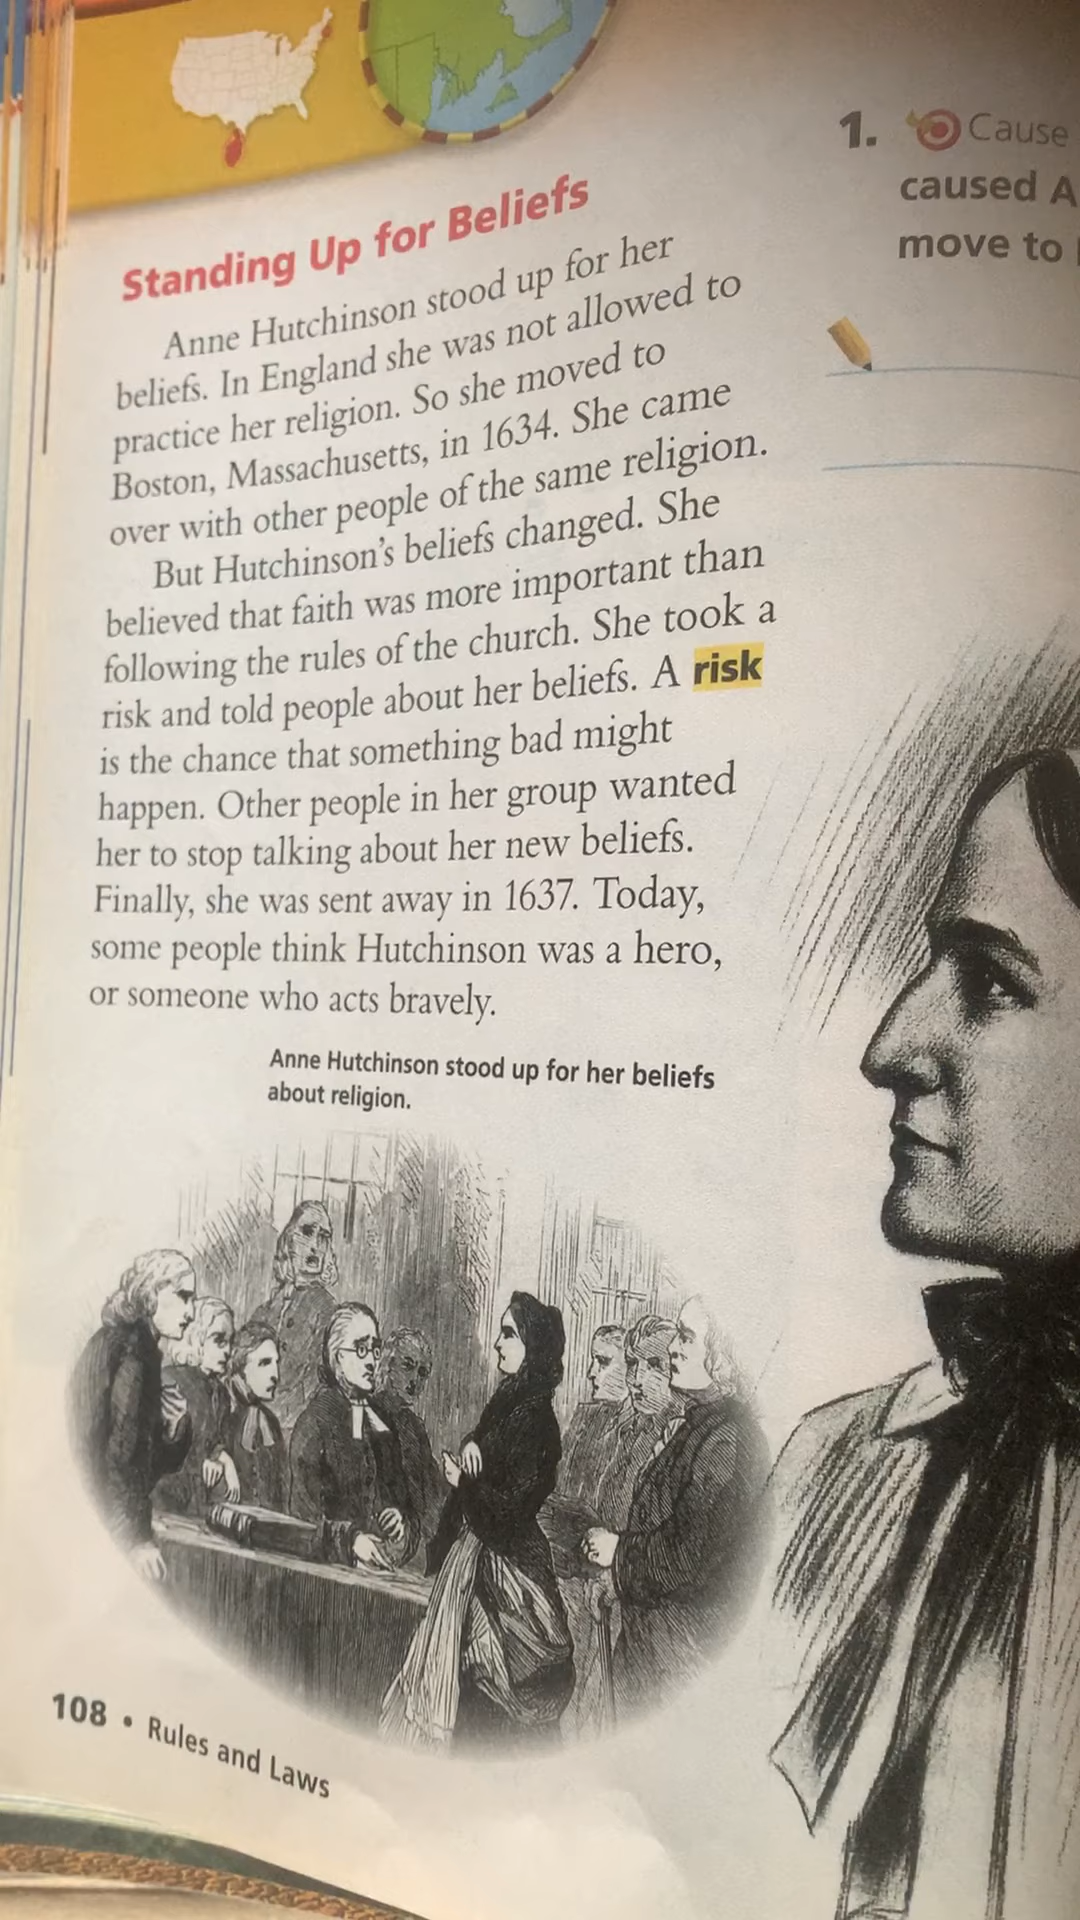 Standing Up for Beliefs
Anne Hutchinson stood up for her
beliefs. In England she was not allowed to
practice her religion. So she moved to
Boston, Massachusetts, in 1634. She came
over with other people of the same religion.
But Hutchinson's beliefs changed. She
believed that faith was more important than
following the rules of the church. She took a
risk and told people about her beliefs. A risk
is the chance that something bad might
happen. Other people in her group wanted
her to stop talking about her new beliefs.
Finally, she was sent away in 1637. Today,
some people think Hutchinson was a hero,
or someone who acts bravely.
Anne Hutchinson stood up for her beliefs
about religion.
108 • Rules and Laws
1. Cause
caused A
move to